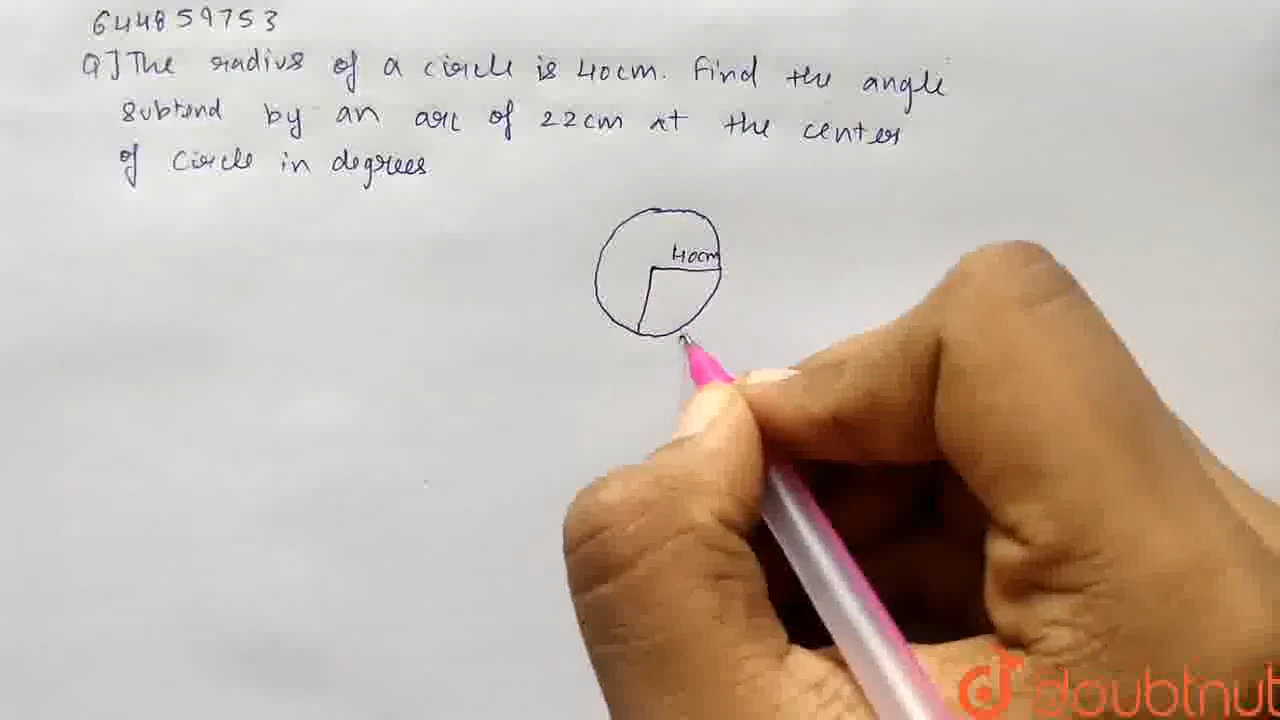 644859753
Q] The radius of a circle is 40cm. Find the angle
subtend by an arc of 22cm at the center
of circle in degrees
40cm
doubtnut